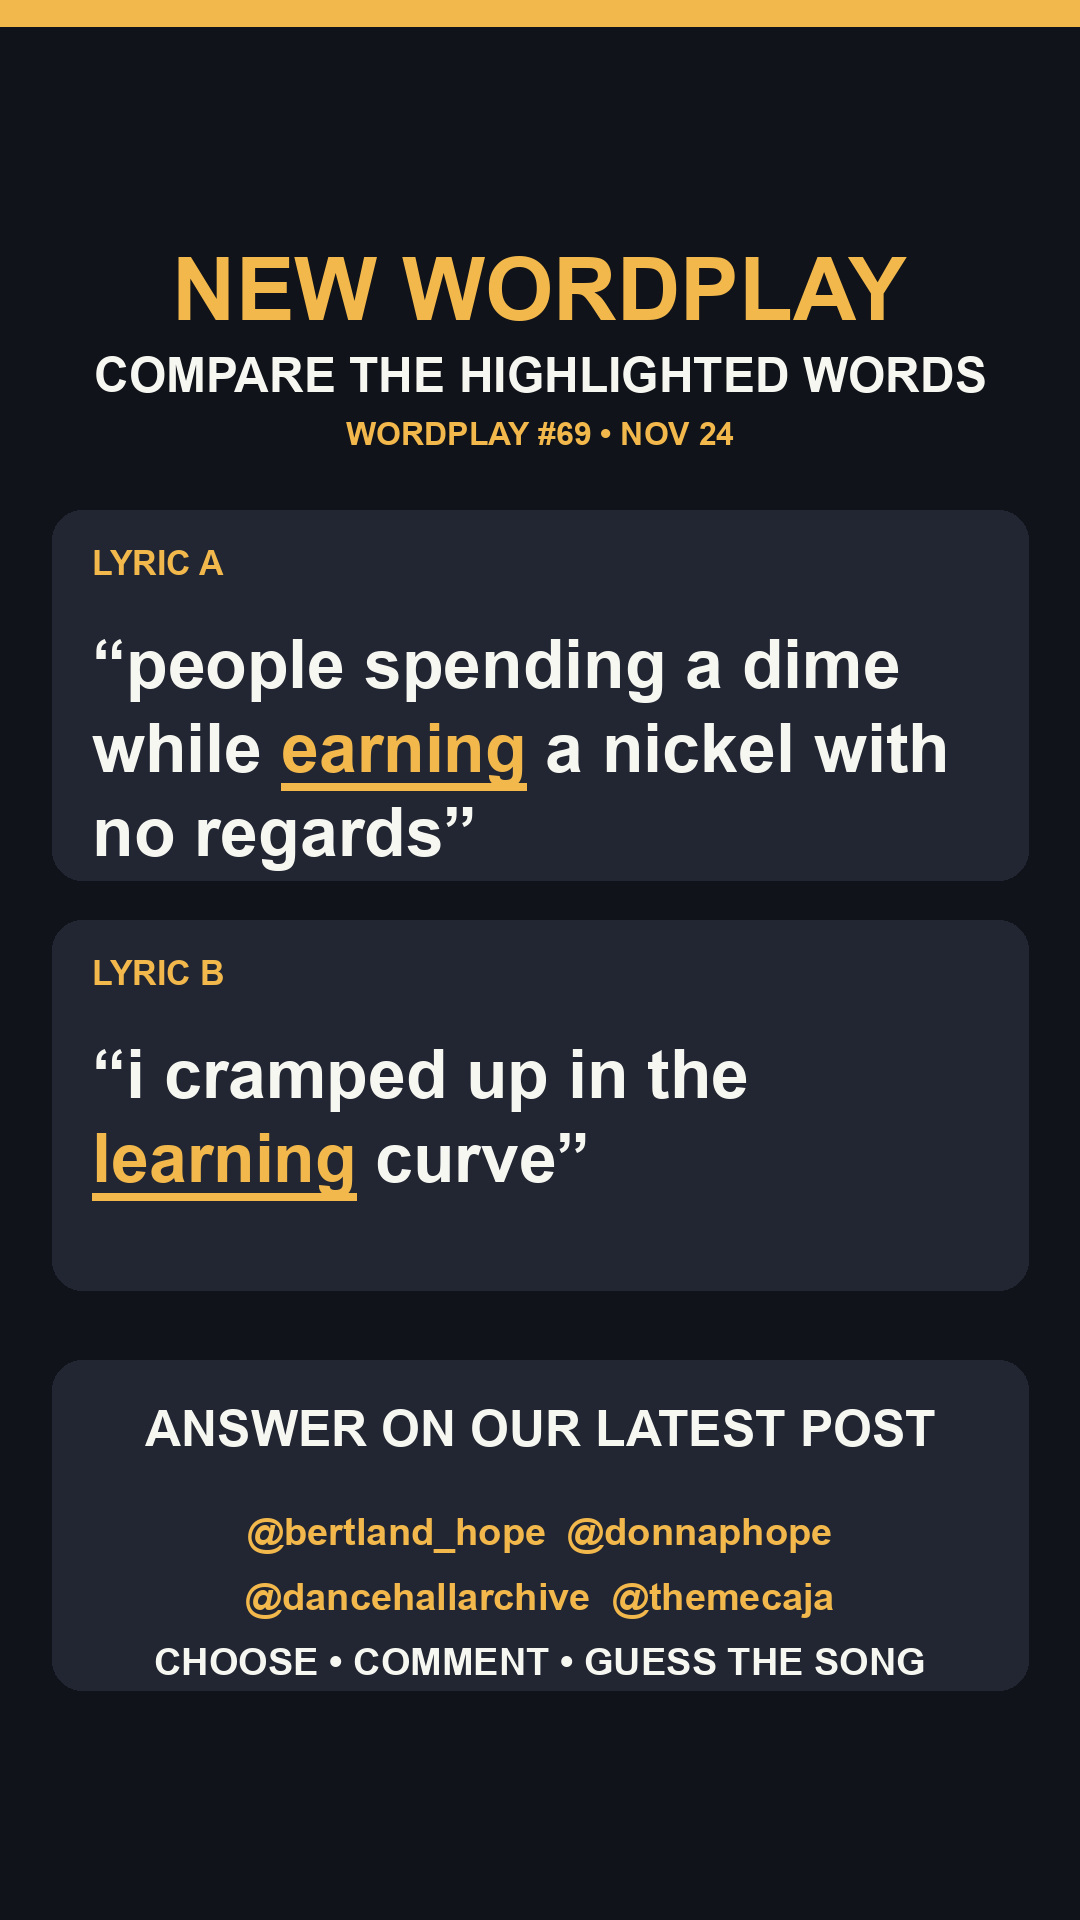 NEW WORDPLAY
COMPARE THE HIGHLIGHTED WORDS
WORDPLAY #69 • NOV 24
LYRIC A
“people spending a dime
while earning a nickel with
no regards”
LYRIC B
“i cramped up in the
learning curve”
ANSWER ON OUR LATEST POST
@bertland_hope @donnaphope
@dancehallarchive @themecaja
CHOOSE • COMMENT • GUESS THE SONG